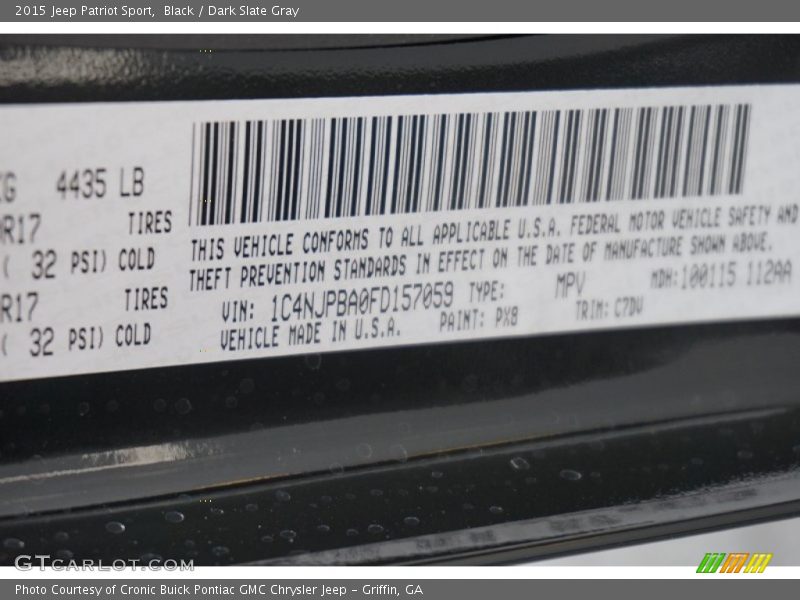 2015 Jeep Patriot Sport, Black / Dark Slate Gray
KG 4435 LB
R17 TIRES
( 32 PSI) COLD
R17 TIRES
( 32 PSI) COLD
THIS VEHICLE CONFORMS TO ALL APPLICABLE U.S.A. FEDERAL MOTOR VEHICLE SAFETY AND
THEFT PREVENTION STANDARDS IN EFFECT ON THE DATE OF MANUFACTURE SHOWN ABOVE.
VIN: 1C4NJPBA0FD157059 TYPE: MPV MDH:100115 112AA
VEHICLE MADE IN U.S.A. PAINT: PX8 TRIM: C7DV
GTCARLOT.COM
Photo Courtesy of Cronic Buick Pontiac GMC Chrysler Jeep - Griffin, GA